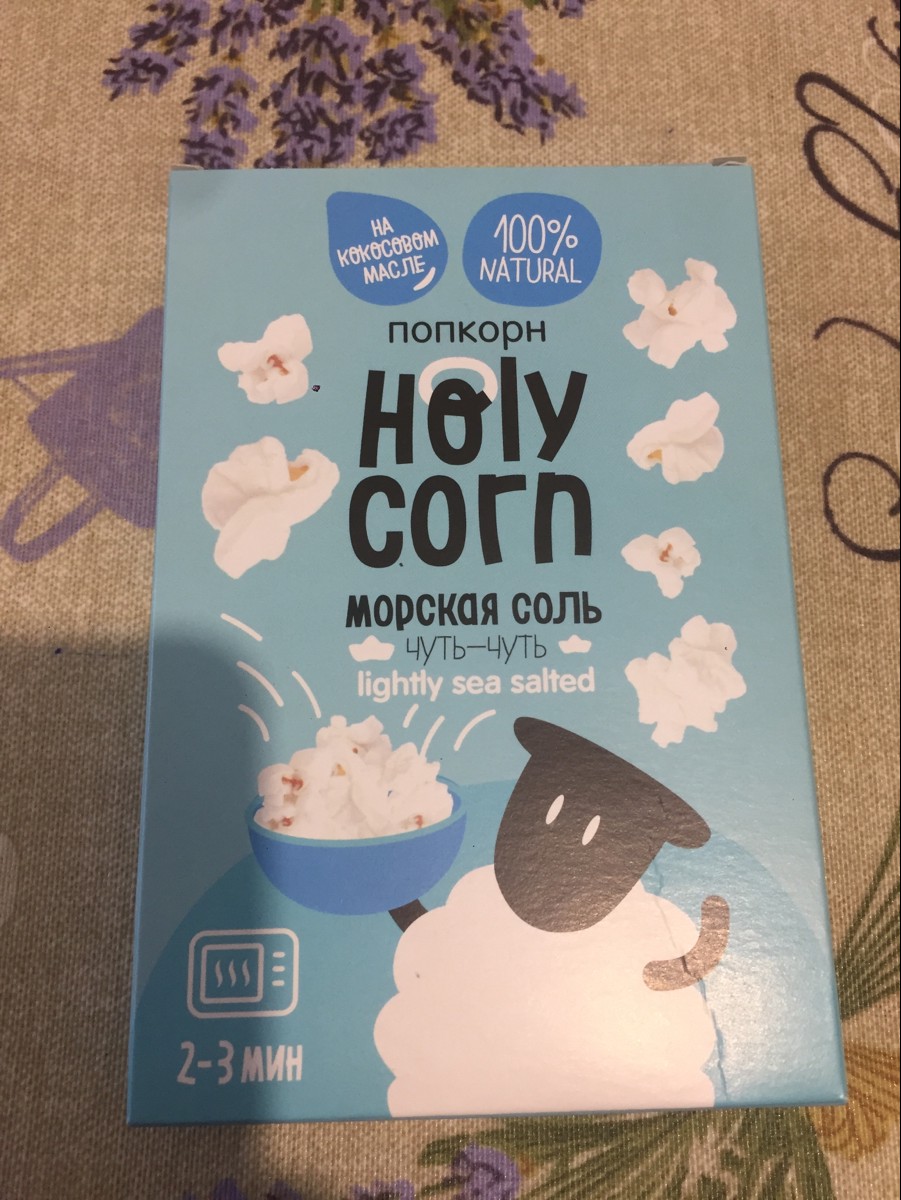 НА
КОКОСОВОМ
МАСЛЕ
100%
NATURAL
попкорн
Holy
corn
морская соль
чуть-чуть
lightly sea salted
2-3 мин